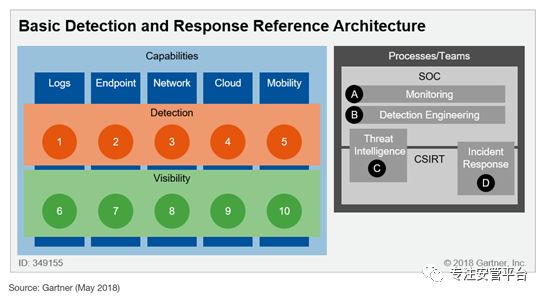 Basic Detection and Response Reference Architecture
Capabilities
Logs
Endpoint
Network
Cloud
Mobility
Detection
1
2
3
4
5
Visibility
6
7
8
9
10
Processes/Teams
SOC
A
Monitoring
B
Detection Engineering
Threat
Intelligence
C
CSIRT
Incident
Response
D
ID: 349155
© 2018 Gartner, Inc.
专注安管平台
Source: Gartner (May 2018)